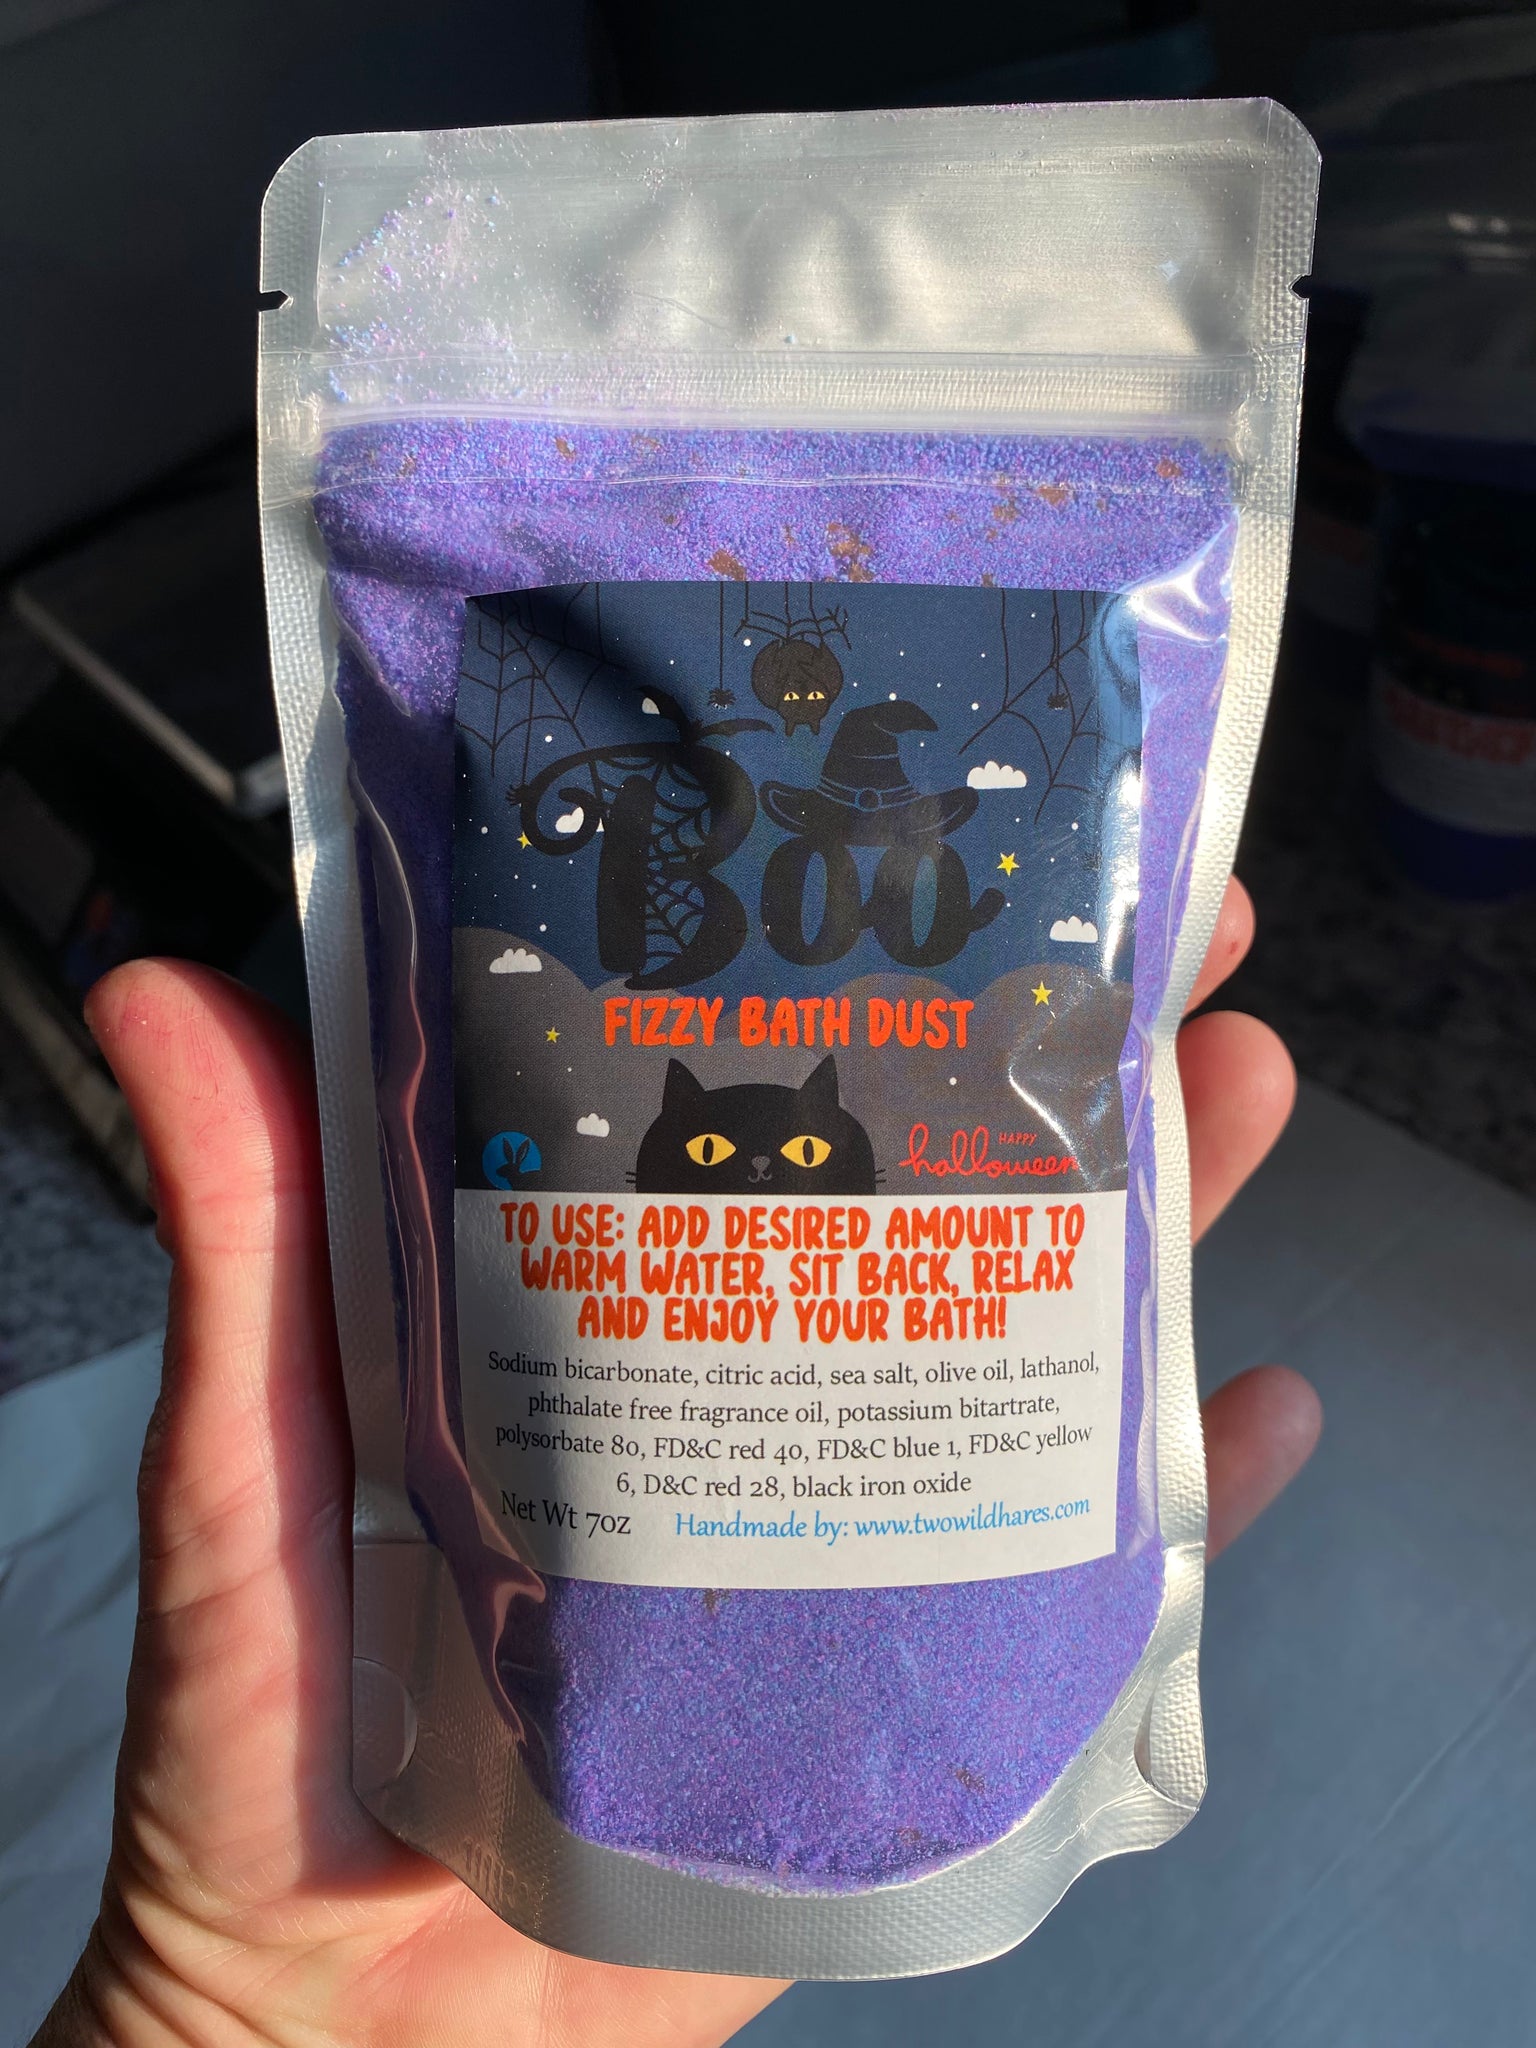 Boo
FIZZY BATH DUST
HAPPY
halloween
TO USE: ADD DESIRED AMOUNT TO
WARM WATER, SIT BACK, RELAX
AND ENJOY YOUR BATH!
Sodium bicarbonate, citric acid, sea salt, olive oil, lathanol,
phthalate free fragrance oil, potassium bitartrate,
polysorbate 80, FD&C red 40, FD&C blue 1, FD&C yellow
6, D&C red 28, black iron oxide
Net Wt 7oz Handmade by: www.twowildhares.com